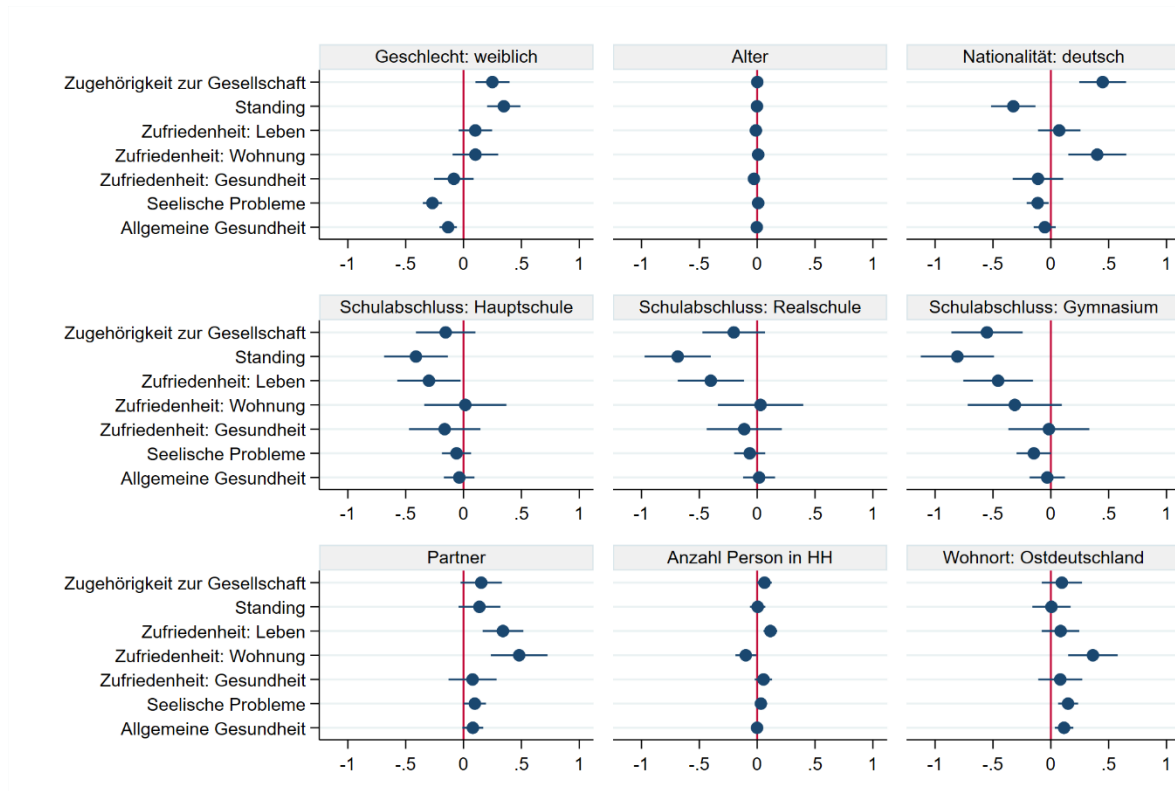 Geschlecht: weiblich Alter Nationalität: deutsch
Zugehörigkeit zur Gesellschaft
Standing
Zufriedenheit: Leben
Zufriedenheit: Wohnung
Zufriedenheit: Gesundheit
Seelische Probleme
Allgemeine Gesundheit
-1 -.5 0 .5 1 -1 -.5 0 .5 1 -1 -.5 0 .5 1
Schulabschluss: Hauptschule Schulabschluss: Realschule Schulabschluss: Gymnasium
Zugehörigkeit zur Gesellschaft
Standing
Zufriedenheit: Leben
Zufriedenheit: Wohnung
Zufriedenheit: Gesundheit
Seelische Probleme
Allgemeine Gesundheit
-1 -.5 0 .5 1 -1 -.5 0 .5 1 -1 -.5 0 .5 1
Partner Anzahl Person in HH Wohnort: Ostdeutschland
Zugehörigkeit zur Gesellschaft
Standing
Zufriedenheit: Leben
Zufriedenheit: Wohnung
Zufriedenheit: Gesundheit
Seelische Probleme
Allgemeine Gesundheit
-1 -.5 0 .5 1 -1 -.5 0 .5 1 -1 -.5 0 .5 1